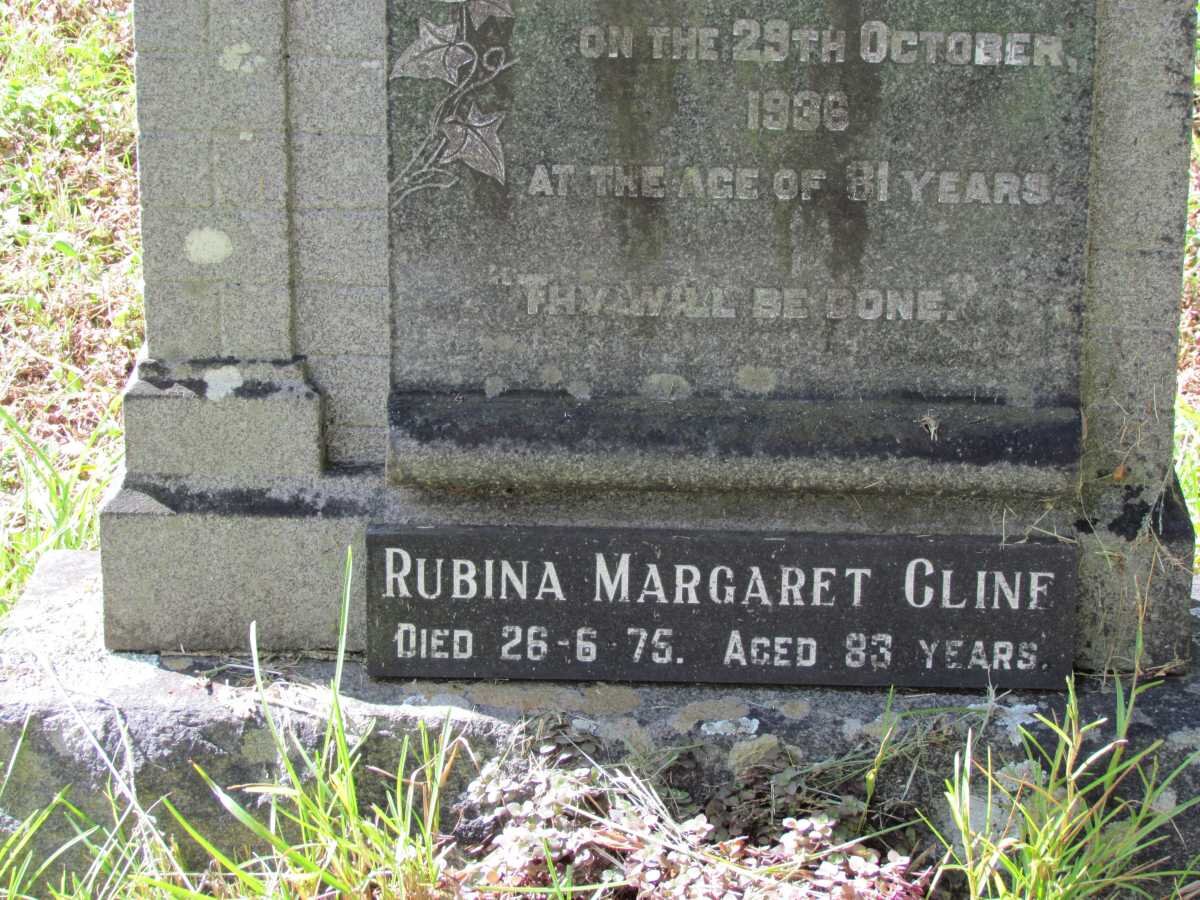 ON THE 29TH OCTOBER,
1936
AT THE AGE OF 81 YEARS.
"THY WILL BE DONE."
RUBINA MARGARET CLINE
DIED 26-6-75. AGED 83 YEARS.